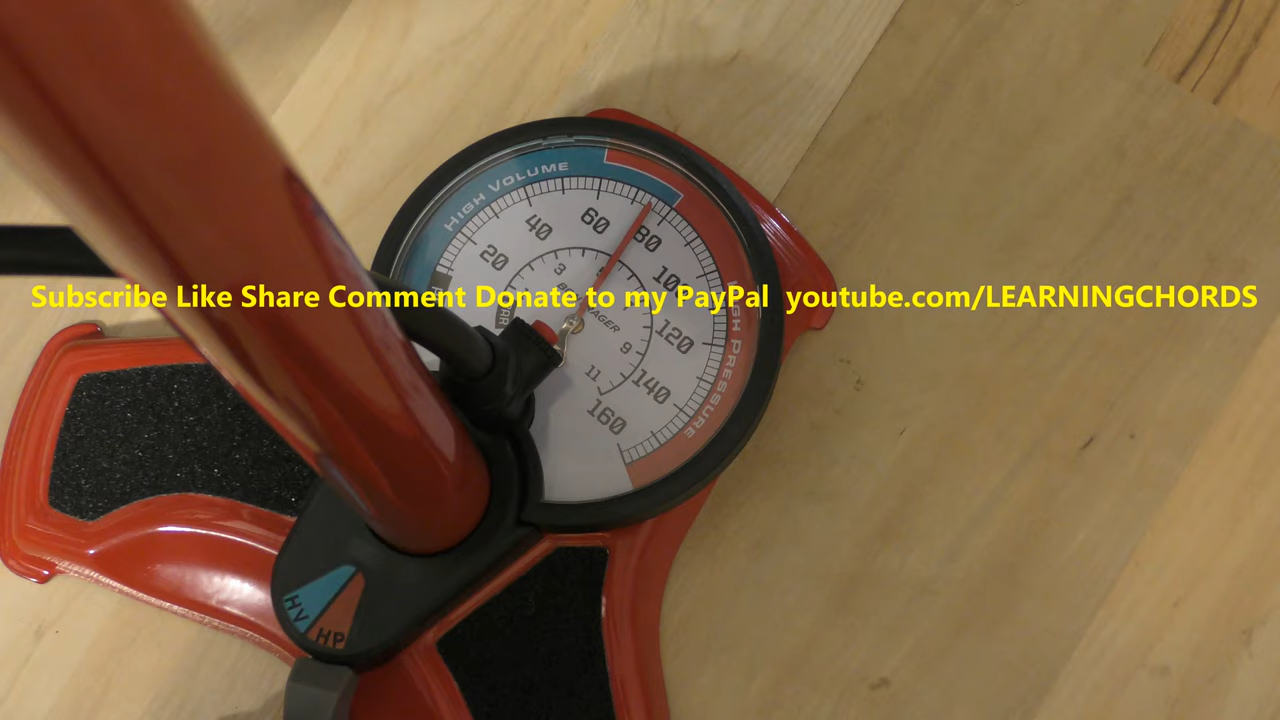 HIGH VOLUME
HIGH PRESSURE
20
40
60
80
100
120
140
160
3
9
11
Subscribe Like Share Comment Donate to my PayPal youtube.com/LEARNINGCHORDS
HV
HP